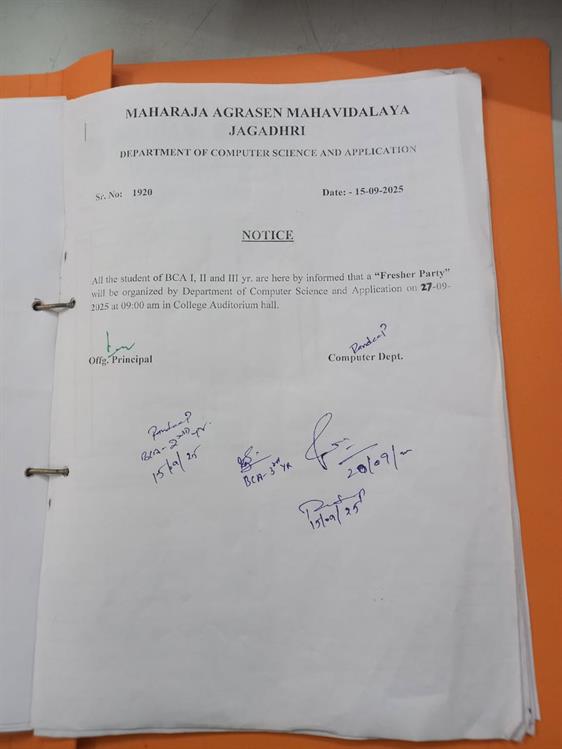 MAHARAJA AGRASEN MAHAVIDALAYA
JAGADHRI
DEPARTMENT OF COMPUTER SCIENCE AND APPLICATION
Sr. No: 1920 Date: - 15-09-2025
NOTICE
All the student of BCA I, II and III yr. are here by informed that a “Fresher Party”
will be organized by Department of Computer Science and Application on 27-09-
2025 at 09:00 am in College Auditorium hall.
Offg. Principal Computer Dept.
BCA-2nd yr.
15/09/25
BCA-3rd YR
20/09/
15/09/25